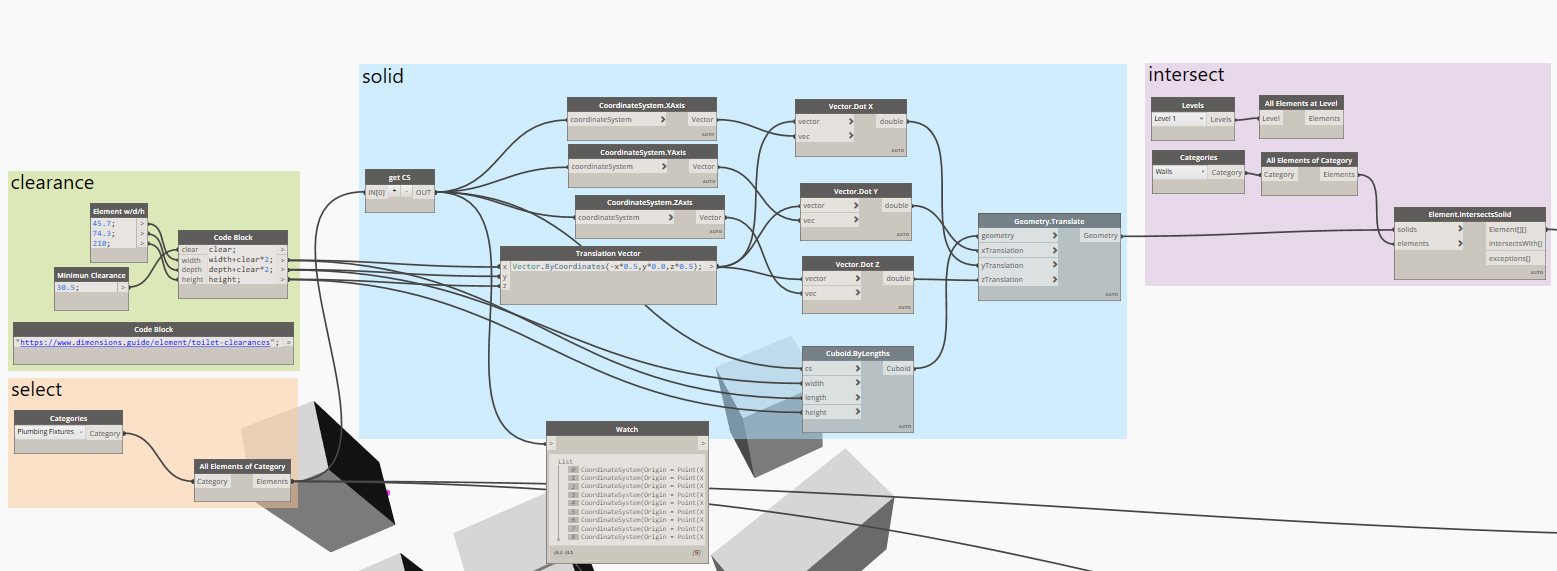 clearance
Element w/d/h
45.7; >
74.3; >
210; >
Minimun Clearance
30.5; >
Code Block
clear clear; >
width width+clear*2; >
depth depth+clear*2; >
height height; >
Code Block
"https://www.dimensions.guide/element/toilet-clearances"; >
select
Categories
Plumbing Fixtures Category
All Elements of Category
Category Elements
solid
get CS
IN[0] + - OUT
CoordinateSystem.XAxis
coordinateSystem > Vector
AUTO
CoordinateSystem.YAxis
coordinateSystem > Vector
AUTO
CoordinateSystem.ZAxis
coordinateSystem > Vector
AUTO
Translation Vector
x Vector.ByCoordinates(-x*0.5,y*0.0,z*0.5); >
y
z
Vector.Dot X
vector > double
vec >
AUTO
Vector.Dot Y
vector > double
vec >
AUTO
Vector.Dot Z
vector > double
vec >
AUTO
Cuboid.ByLengths
cs > Cuboid
width >
length >
height >
AUTO
Geometry.Translate
geometry > Geometry
xTranslation >
yTranslation >
zTranslation >
AUTO
Watch
> >
List
0 CoordinateSystem(Origin = Point(X
1 CoordinateSystem(Origin = Point(X
2 CoordinateSystem(Origin = Point(X
3 CoordinateSystem(Origin = Point(X
4 CoordinateSystem(Origin = Point(X
5 CoordinateSystem(Origin = Point(X
6 CoordinateSystem(Origin = Point(X
7 CoordinateSystem(Origin = Point(X
8 CoordinateSystem(Origin = Point(X
@L2 @L1 {9}
intersect
Levels
Level 1 Levels
All Elements at Level
Level Elements
Categories
Walls Category
All Elements of Category
Category Elements
Element.IntersectsSolid
solids > Element[][]
elements > intersectsWith[]
exceptions[]
AUTO